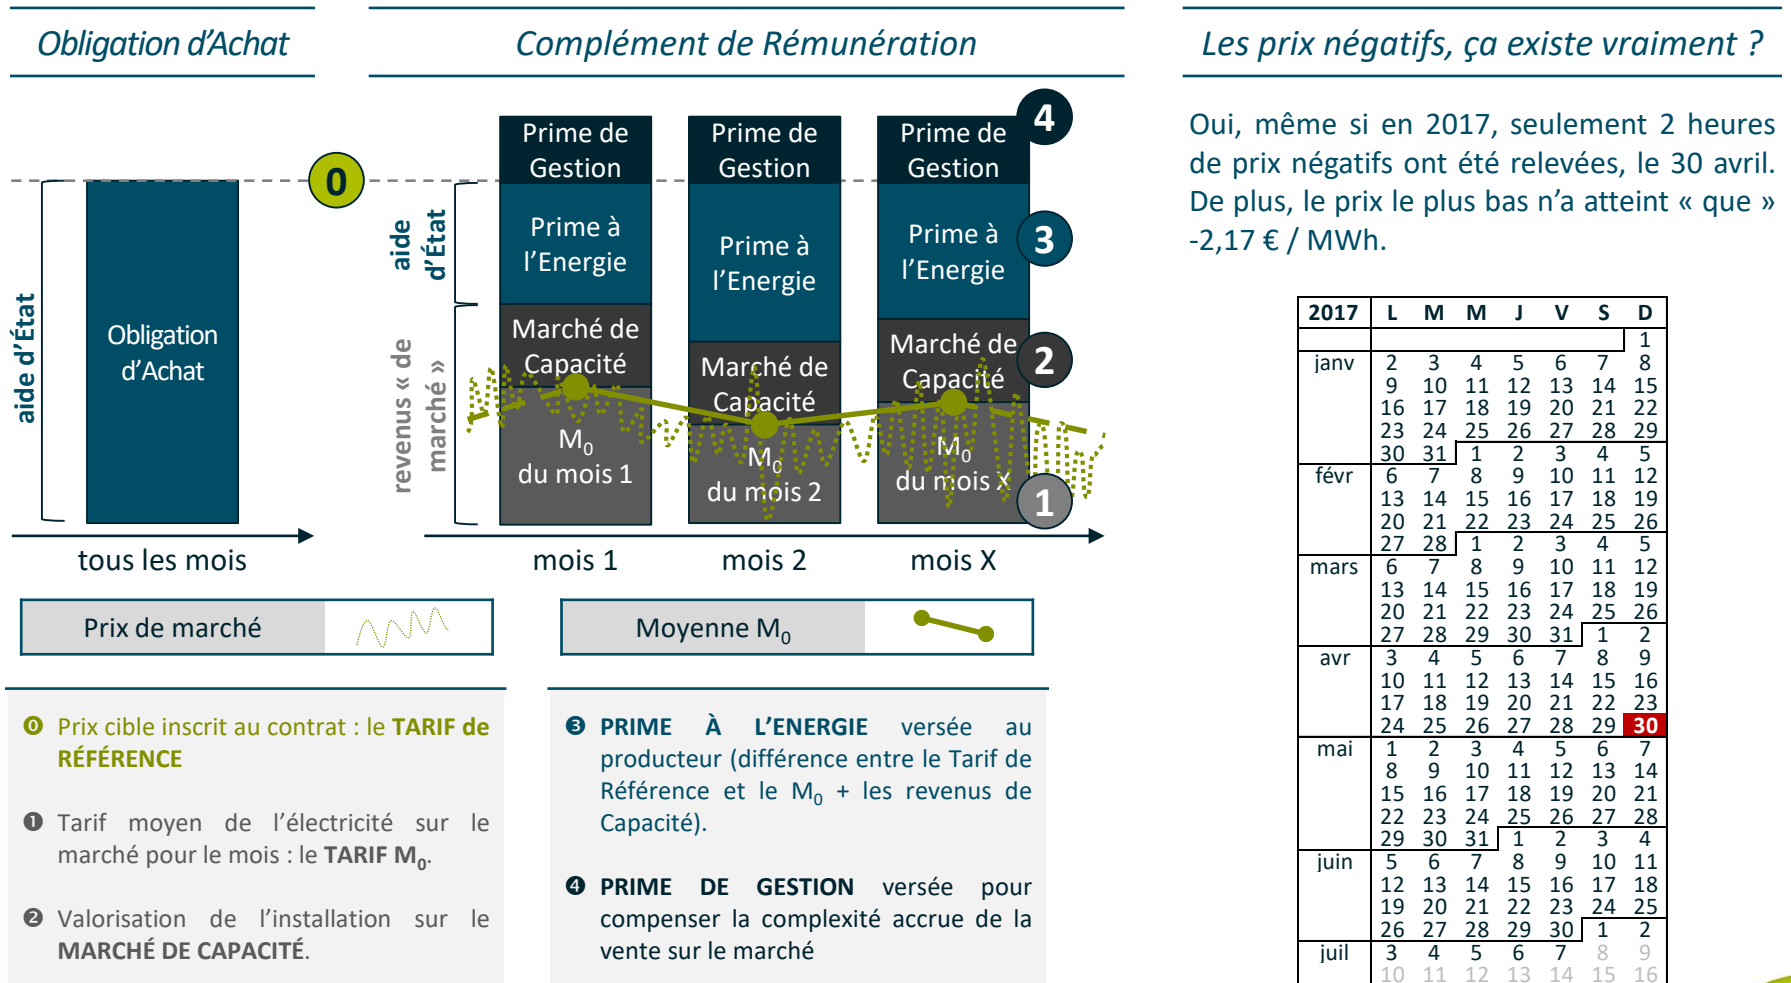 Obligation d’Achat
aide d’État
Obligation
d’Achat
tous les mois
Prix de marché
Complément de Rémunération
0
aide
d’État
revenus « de
marché »
Prime de
Gestion
Prime à
l’Energie
Marché de
Capacité
M0
du mois 1
Prime de
Gestion
Prime à
l’Energie
Marché de
Capacité
M0
du mois 2
Prime de
Gestion
Prime à
l’Energie
Marché de
Capacité
M0
du mois X
4
3
2
1
mois 1
mois 2
mois X
Moyenne M0
⓿ Prix cible inscrit au contrat : le TARIF de
RÉFÉRENCE
❶ Tarif moyen de l’électricité sur le
marché pour le mois : le TARIF M0.
❷ Valorisation de l’installation sur le
MARCHÉ DE CAPACITÉ.
❸ PRIME À L’ENERGIE versée au
producteur (différence entre le Tarif de
Référence et le M0 + les revenus de
Capacité).
❹ PRIME DE GESTION versée pour
compenser la complexité accrue de la
vente sur le marché
Les prix négatifs, ça existe vraiment ?
Oui, même si en 2017, seulement 2 heures
de prix négatifs ont été relevées, le 30 avril.
De plus, le prix le plus bas n’a atteint « que »
-2,17 € / MWh.
2017 L M M J V S D
1
janv 2 3 4 5 6 7 8
9 10 11 12 13 14 15
16 17 18 19 20 21 22
23 24 25 26 27 28 29
30 31 1 2 3 4 5
févr 6 7 8 9 10 11 12
13 14 15 16 17 18 19
20 21 22 23 24 25 26
27 28 1 2 3 4 5
mars 6 7 8 9 10 11 12
13 14 15 16 17 18 19
20 21 22 23 24 25 26
27 28 29 30 31 1 2
avr 3 4 5 6 7 8 9
10 11 12 13 14 15 16
17 18 19 20 21 22 23
24 25 26 27 28 29 30
mai 1 2 3 4 5 6 7
8 9 10 11 12 13 14
15 16 17 18 19 20 21
22 23 24 25 26 27 28
29 30 31 1 2 3 4
juin 5 6 7 8 9 10 11
12 13 14 15 16 17 18
19 20 21 22 23 24 25
26 27 28 29 30 1 2
juil 3 4 5 6 7 8 9
10 11 12 13 14 15 16